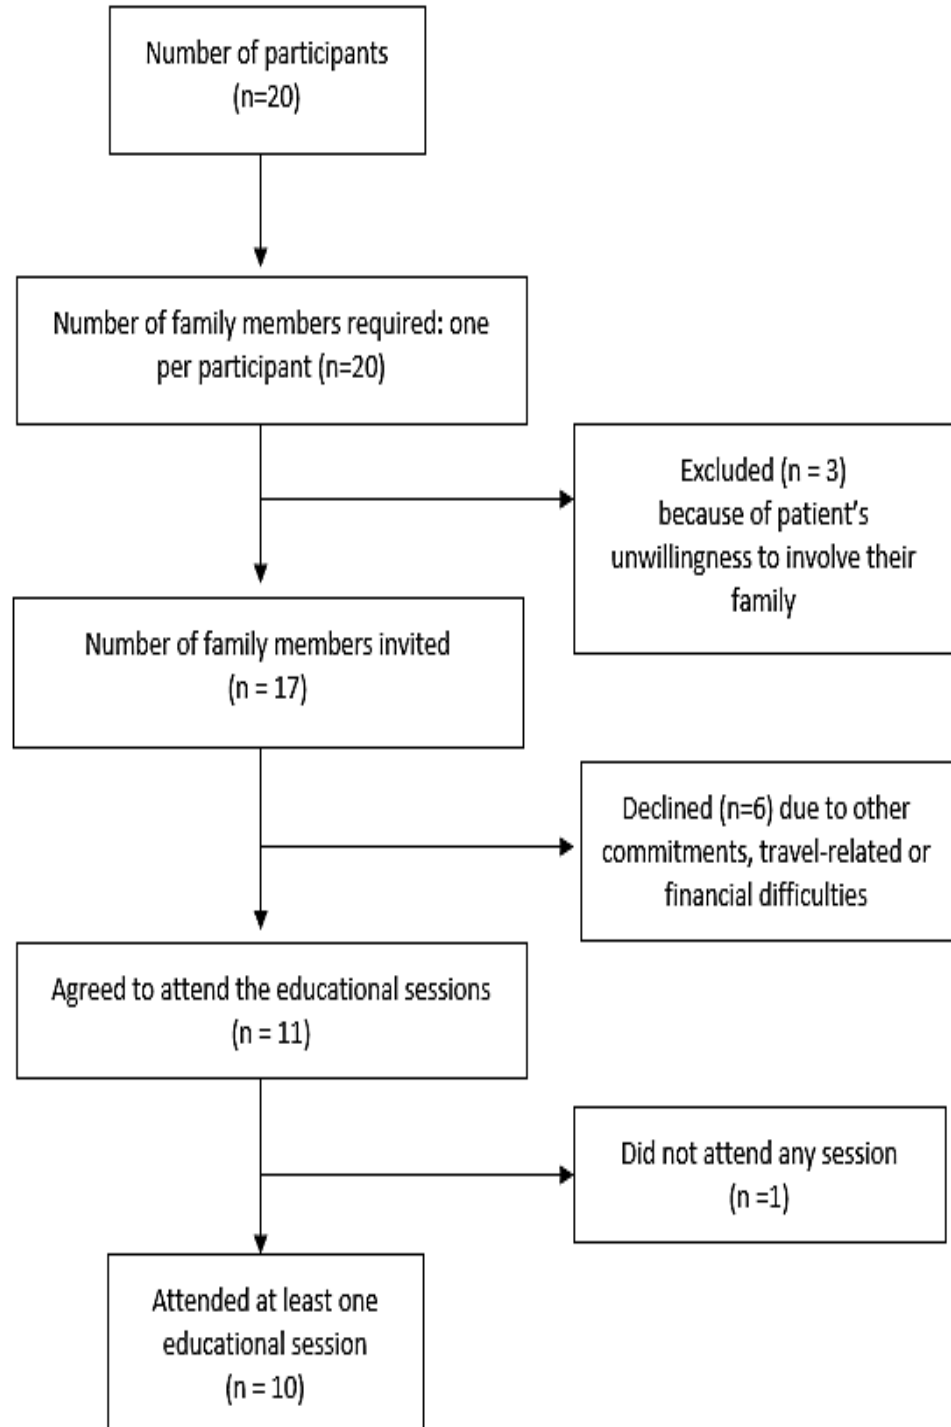 Number of participants
(n=20)
Number of family members required: one
per participant (n=20)
Excluded (n = 3)
because of patient's
unwillingness to involve their
family
Number of family members invited
(n = 17)
Declined (n=6) due to other
commitments, travel-related or
financial difficulties
Agreed to attend the educational sessions
(n = 11)
Did not attend any session
(n =1)
Attended at least one
educational session
(n = 10)